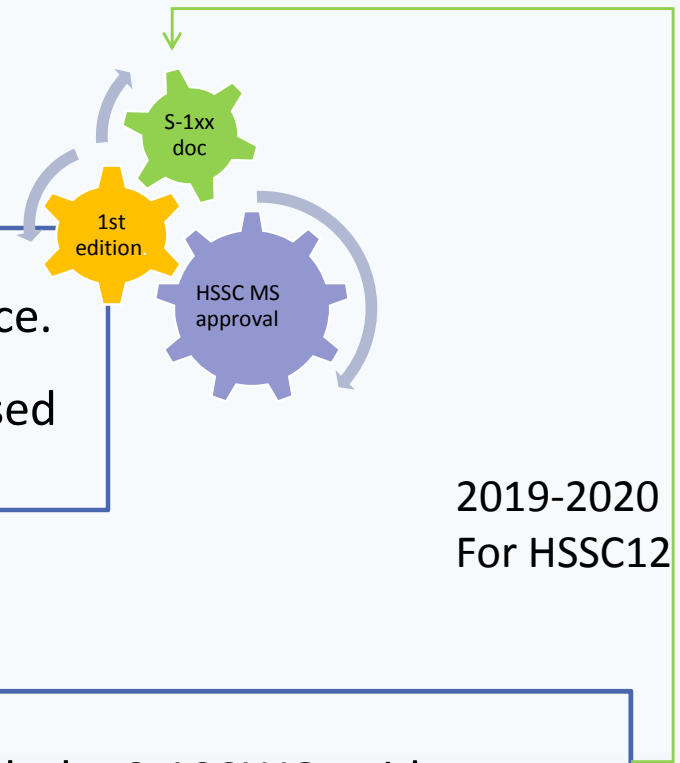 S-1xx
doc
1st
edition.
HSSC MS
approval
ce.
sed
2019-2020
For HSSC12